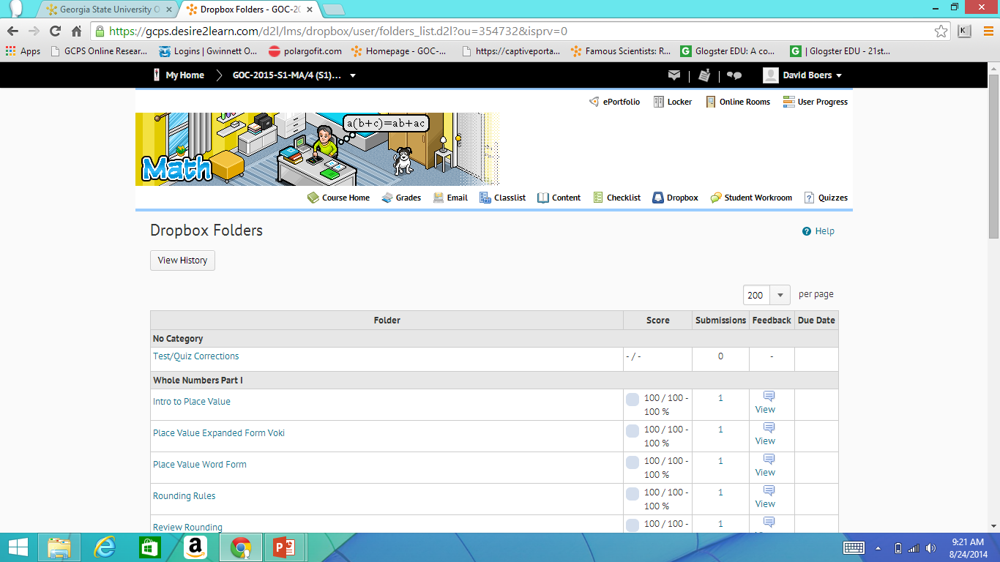 Georgia State University O
Dropbox Folders - GOC-20
https://gcps.desire2learn.com/d2l/lms/dropbox/user/folders_list.d2l?ou=354732&isprv=0
Apps GCPS Online Resear... Logins | Gwinnett O... polargofit.com Homepage - GOC-... https://captiveporta... Famous Scientists: R... Glogster EDU: A co... | Glogster EDU - 21st...
My Home GOC-2015-S1-MA/4 (S1)... David Boers
ePortfolio Locker Online Rooms User Progress
a(b+c)=ab+ac
Math
Course Home Grades Email Classlist Content Checklist Dropbox Student Workroom Quizzes
Dropbox Folders
Help
View History
200 per page
Folder Score Submissions Feedback Due Date
No Category
Test/Quiz Corrections - / - 0 -
Whole Numbers Part I
Intro to Place Value 100 / 100 - 1
100 % View
Place Value Expanded Form Voki 100 / 100 - 1
100 % View
Place Value Word Form 100 / 100 - 1
100 % View
Rounding Rules 100 / 100 - 1
100 % View
Review Rounding 100 / 100 - 1
9:21 AM
8/24/2014